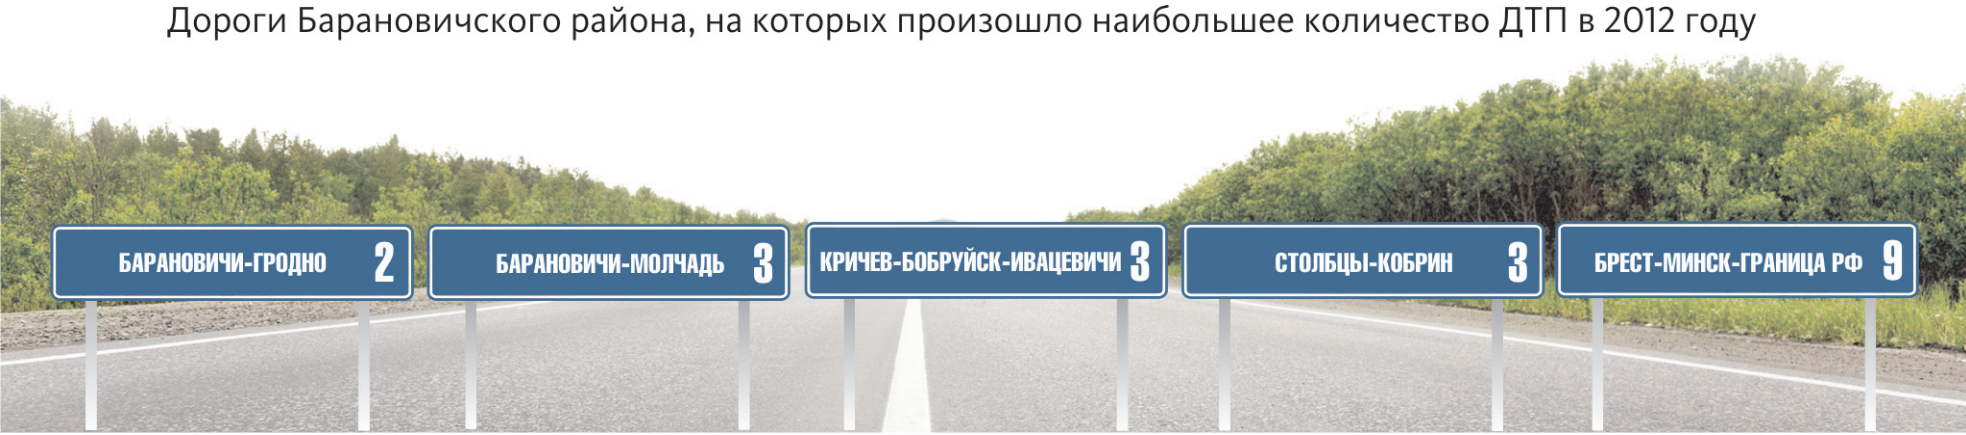 Дороги Барановичского района, на которых произошло наибольшее количество ДТП в 2012 году
БАРАНОВИЧИ-ГРОДНО 2
БАРАНОВИЧИ-МОЛЧАДЬ 3
КРИЧЕВ-БОБРУЙСК-ИВАЦЕВИЧИ 3
СТОЛБЦЫ-КОБРИН 3
БРЕСТ-МИНСК-ГРАНИЦА РФ 9